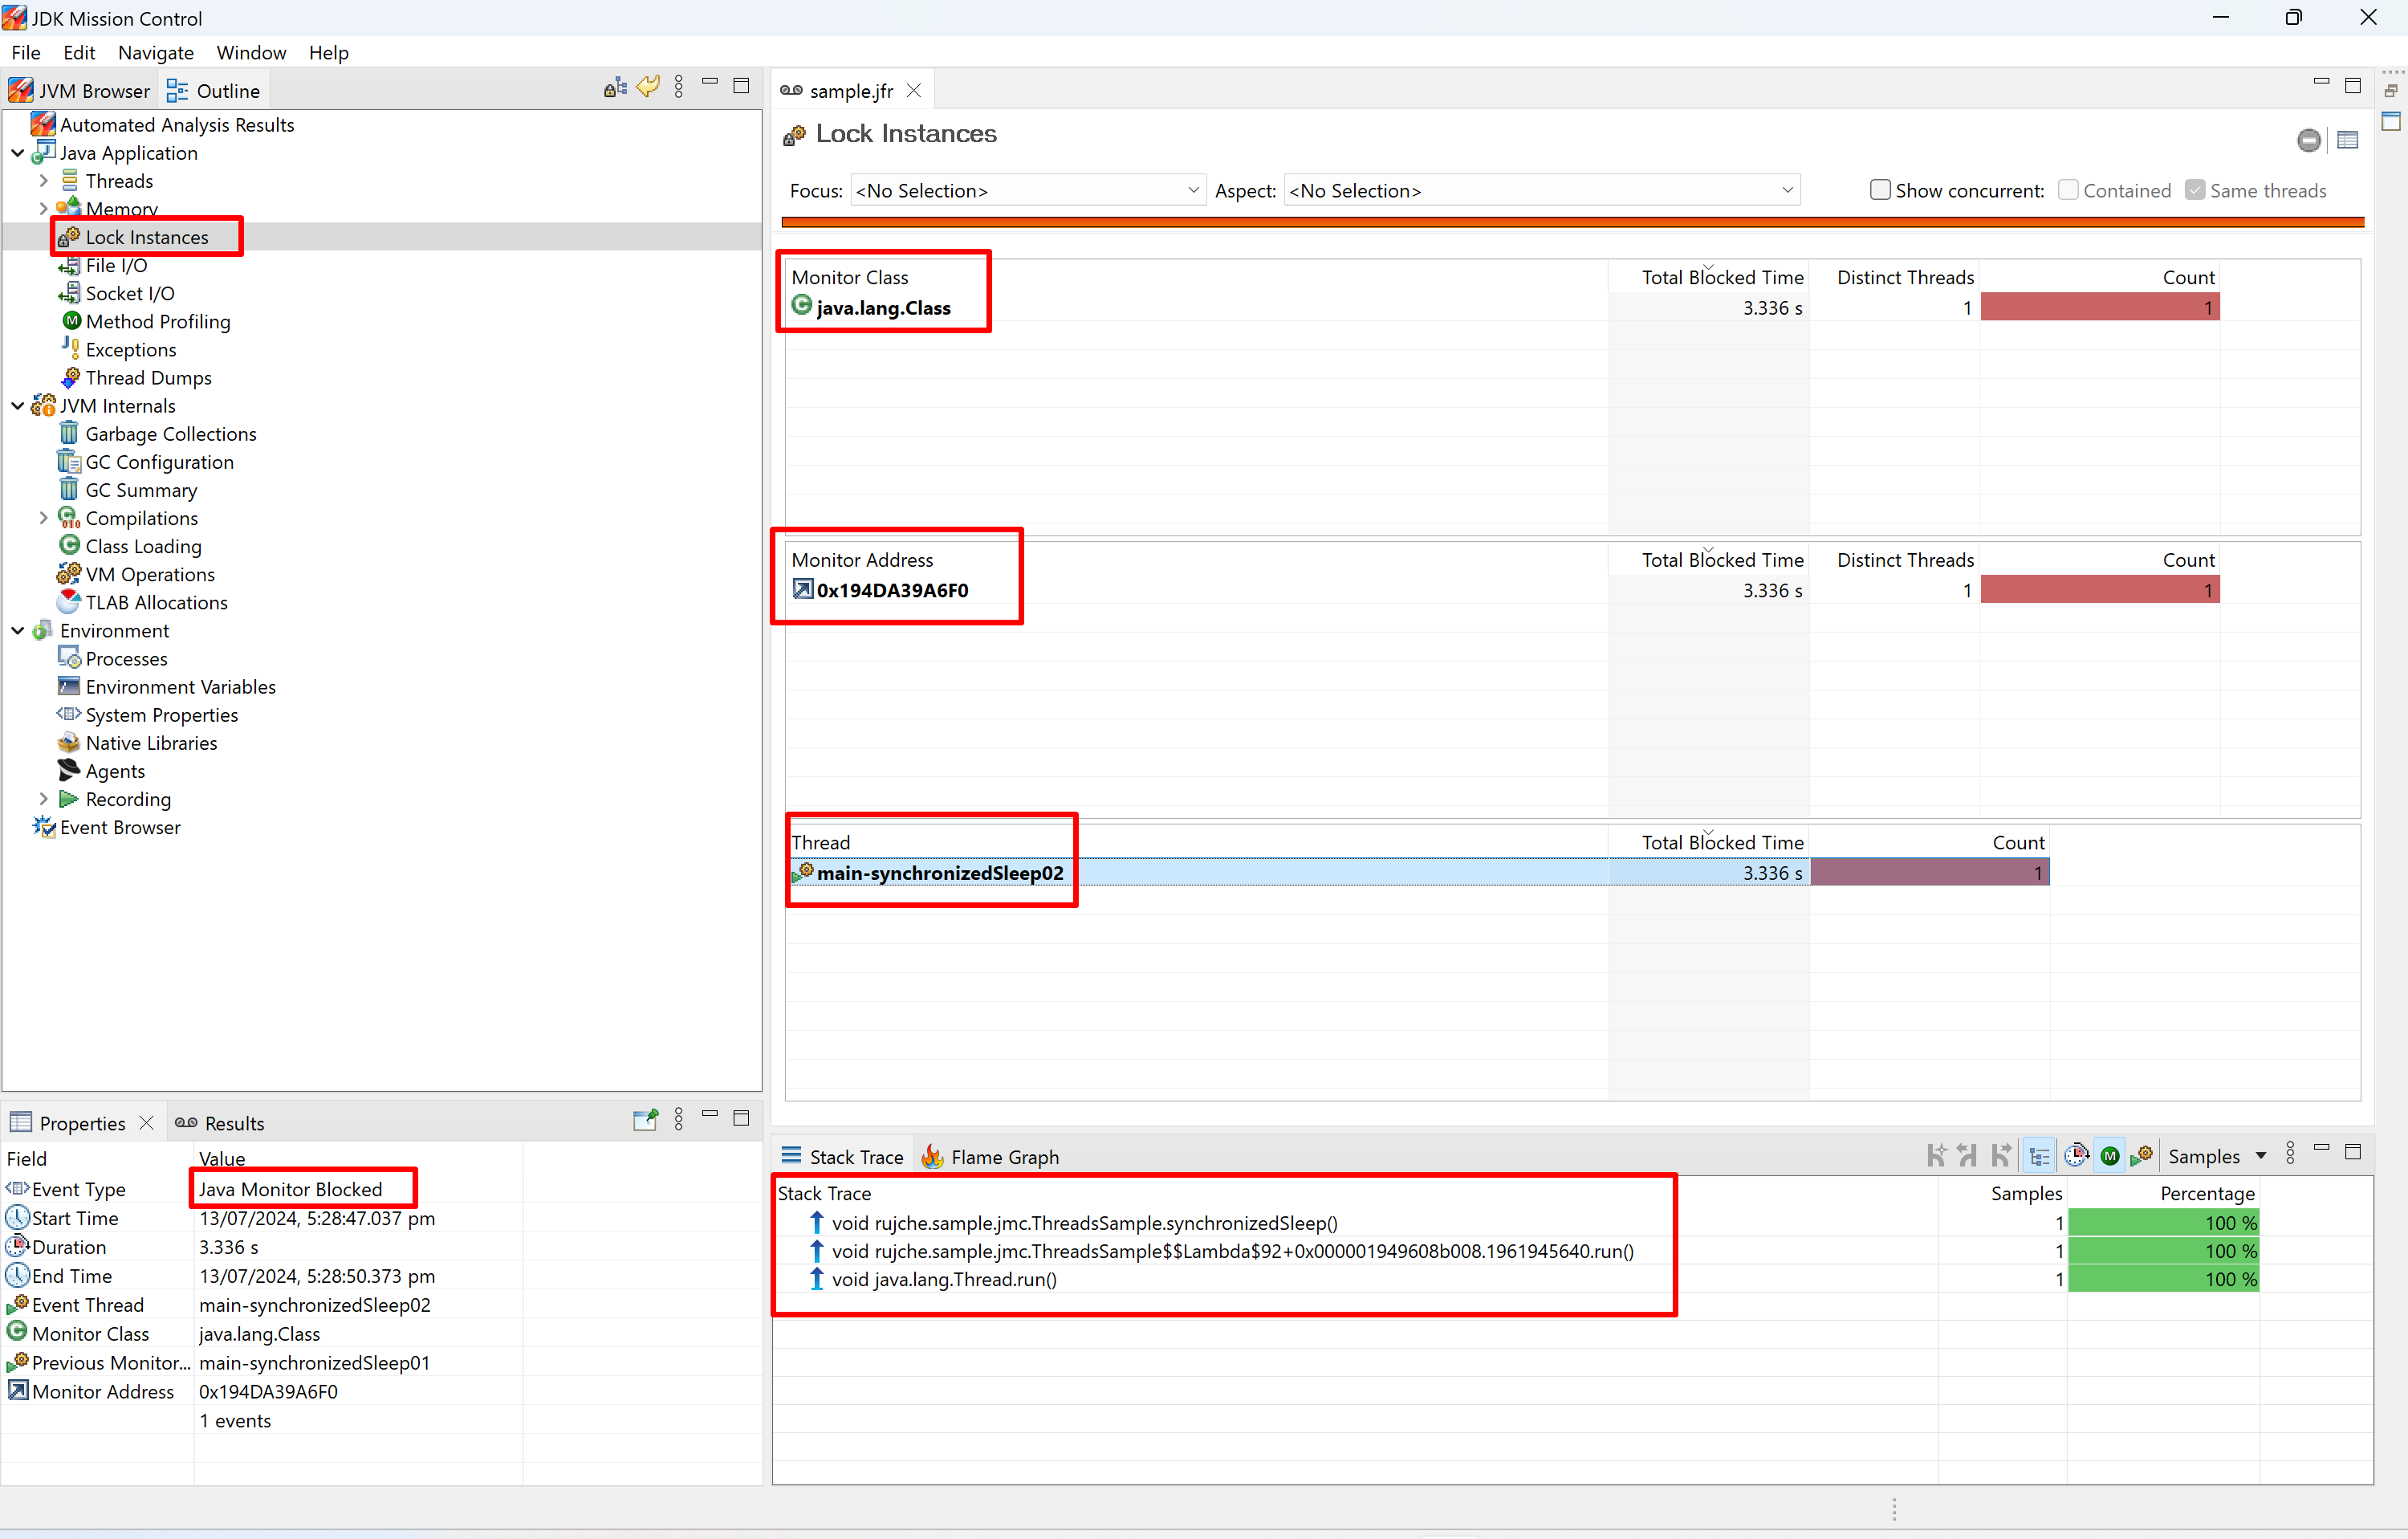 JDK Mission Control
File Edit Navigate Window Help
JVM Browser Outline
Automated Analysis Results
Java Application
Threads
Memory
Lock Instances
File I/O
Socket I/O
Method Profiling
Exceptions
Thread Dumps
JVM Internals
Garbage Collections
GC Configuration
GC Summary
Compilations
Class Loading
VM Operations
TLAB Allocations
Environment
Processes
Environment Variables
System Properties
Native Libraries
Agents
Recording
Event Browser
sample.jfr
Lock Instances
Focus: <No Selection> Aspect: <No Selection> Show concurrent: Contained Same threads
Monitor Class Total Blocked Time Distinct Threads Count
java.lang.Class 3.336 s 1 1
Monitor Address Total Blocked Time Distinct Threads Count
0x194DA39A6F0 3.336 s 1 1
Thread Total Blocked Time Count
main-synchronizedSleep02 3.336 s 1
Properties Results
Field Value
Event Type Java Monitor Blocked
Start Time 13/07/2024, 5:28:47.037 pm
Duration 3.336 s
End Time 13/07/2024, 5:28:50.373 pm
Event Thread main-synchronizedSleep02
Monitor Class java.lang.Class
Previous Monitor... main-synchronizedSleep01
Monitor Address 0x194DA39A6F0
1 events
Stack Trace Flame Graph Samples
Stack Trace Samples Percentage
void rujche.sample.jmc.ThreadsSample.synchronizedSleep() 1 100 %
void rujche.sample.jmc.ThreadsSample$$Lambda$92+0x000001949608b008.1961945640.run() 1 100 %
void java.lang.Thread.run() 1 100 %